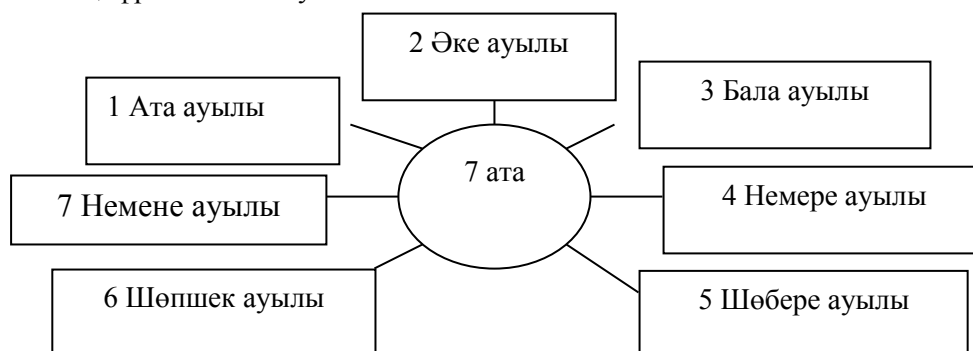 2 Әке ауылы
1 Ата ауылы
3 Бала ауылы
7 ата
7 Немене ауылы
4 Немере ауылы
6 Шөпшек ауылы
5 Шөбере ауылы